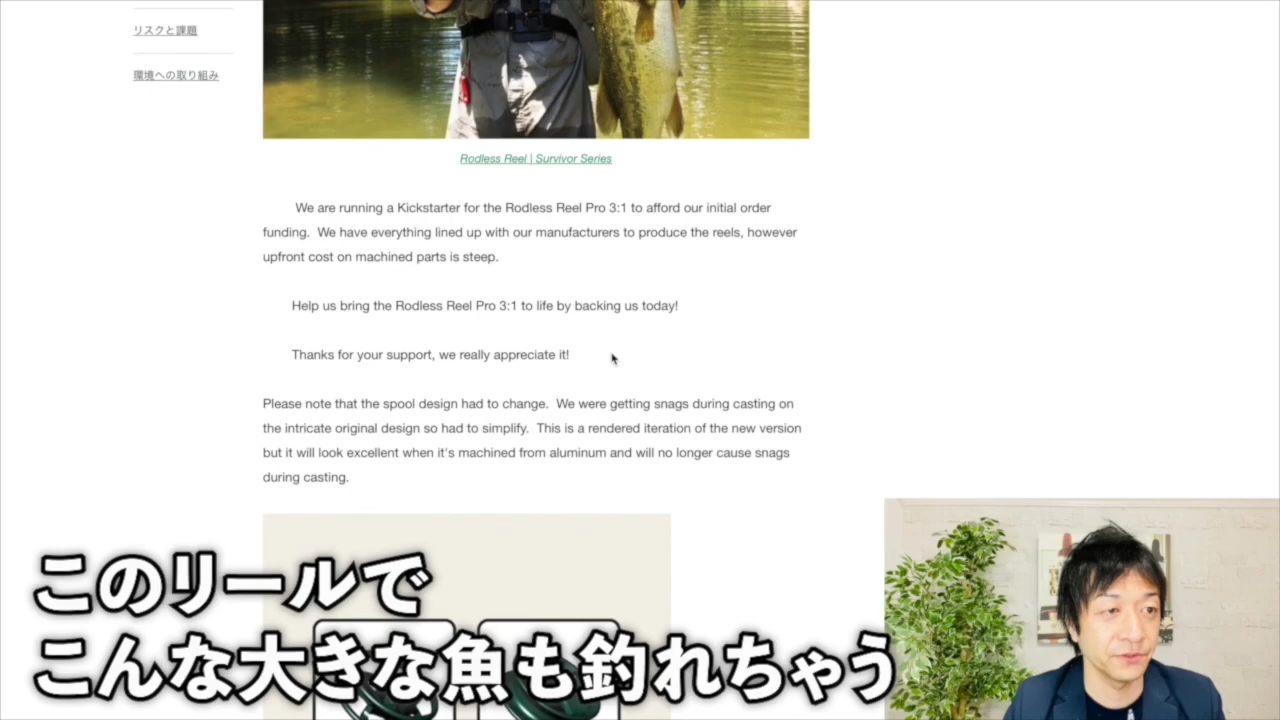 リスクと課題
環境への取り組み
Rodless Reel | Survivor Series
We are running a Kickstarter for the Rodless Reel Pro 3:1 to afford our initial order
funding.  We have everything lined up with our manufacturers to produce the reels, however
upfront cost on machined parts is steep.
Help us bring the Rodless Reel Pro 3:1 to life by backing us today!
Thanks for your support, we really appreciate it!
Please note that the spool design had to change.  We were getting snags during casting on
the intricate original design so had to simplify.  This is a rendered iteration of the new version
but it will look excellent when it's machined from aluminum and will no longer cause snags
during casting.
このリールで
こんな大きな魚も釣れちゃう